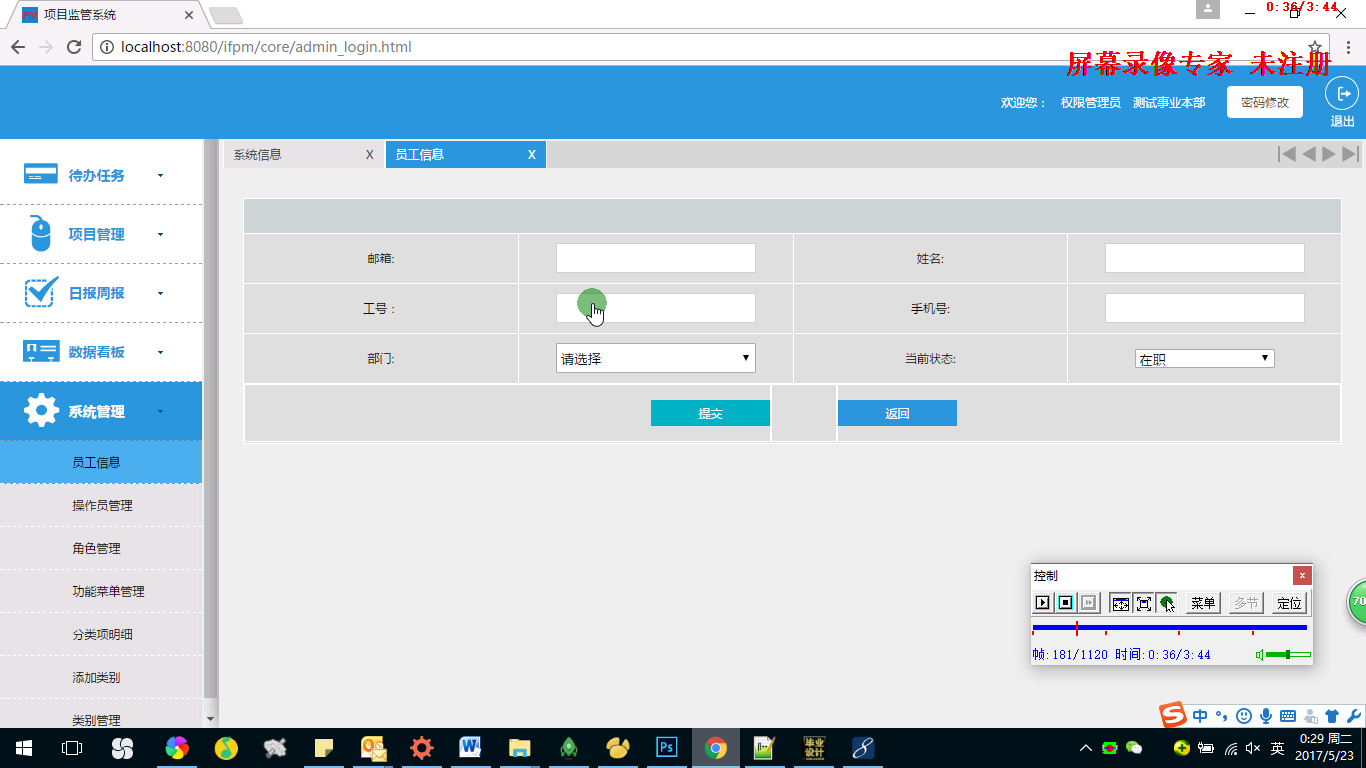 项目监管系统
0:36/3:44
localhost:8080/ifpm/core/admin_login.html
屏幕录像专家 未注册
欢迎您： 权限管理员 测试事业本部 密码修改 退出
待办任务
项目管理
日报周报
数据看板
系统管理
员工信息
操作员管理
角色管理
功能菜单管理
分类项明细
添加类别
类别管理
系统信息 X 员工信息 X
邮箱: 姓名:
工号： 手机号:
部门: 请选择 当前状态: 在职
提交 返回
控制
菜单 多节 定位
帧:181/1120 时间:0:36/3:44
70
中
英
毕业
设计
Ps
0:29 周二
2017/5/23